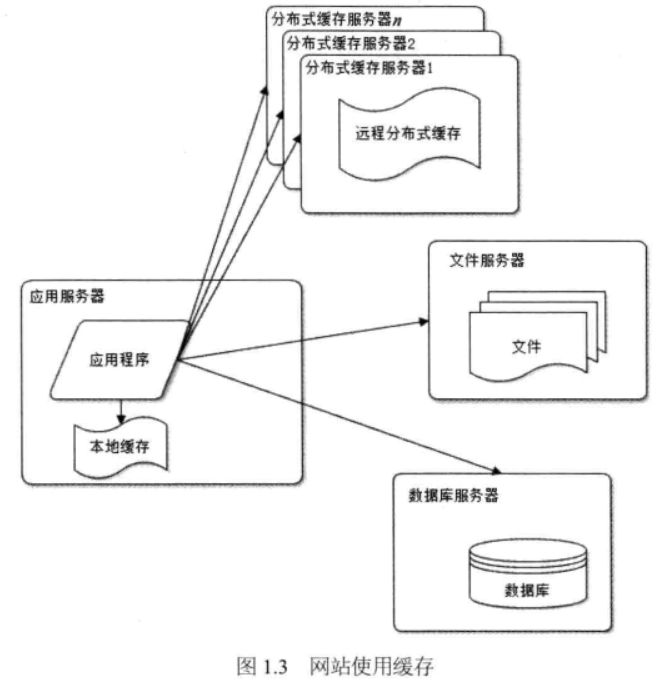 分布式缓存服务器n
分布式缓存服务器2
分布式缓存服务器1
远程分布式缓存
文件服务器
文件
应用服务器
应用程序
本地缓存
数据库服务器
数据库
图 1.3 网站使用缓存